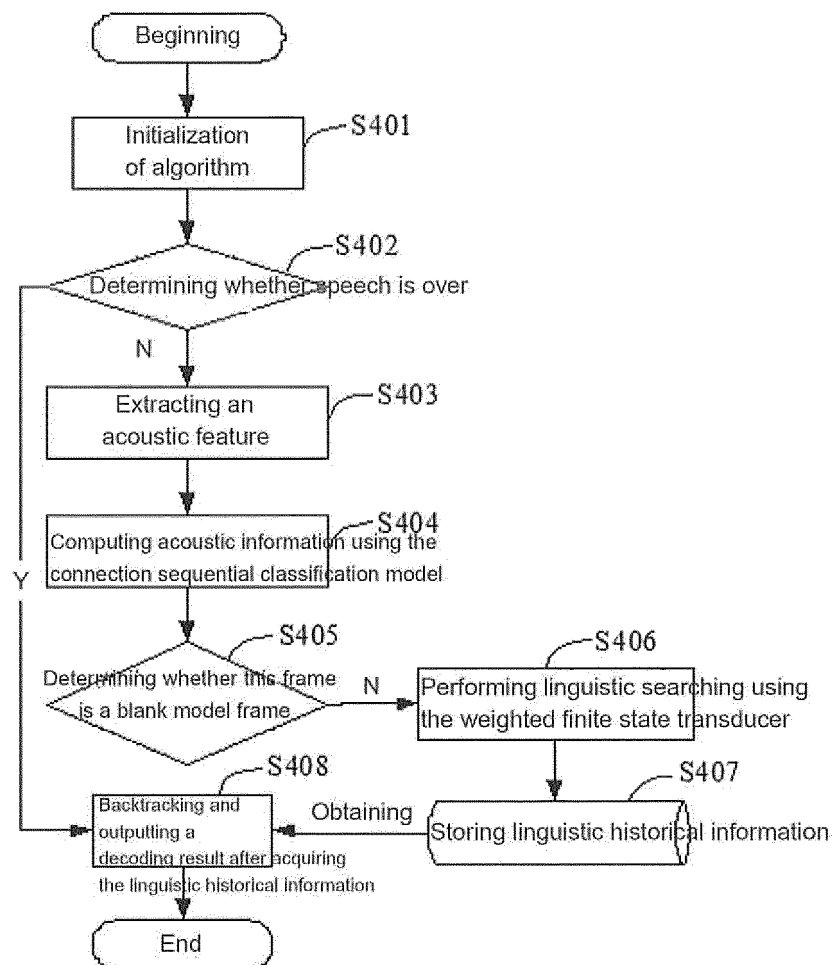 Beginning
Initialization
of algorithm
S401
S402
Determining whether speech is over
N
Extracting an
acoustic feature
S403
S404
Computing acoustic information using the
connection sequential classification model
Y
S405
Determining whether this frame
is a blank model frame
N
S406
Performing linguistic searching using
the weighted finite state transducer
S408
S407
Backtracking and
outputting a
decoding result after acquiring
the linguistic historical information
Obtaining
Storing linguistic historical information
End